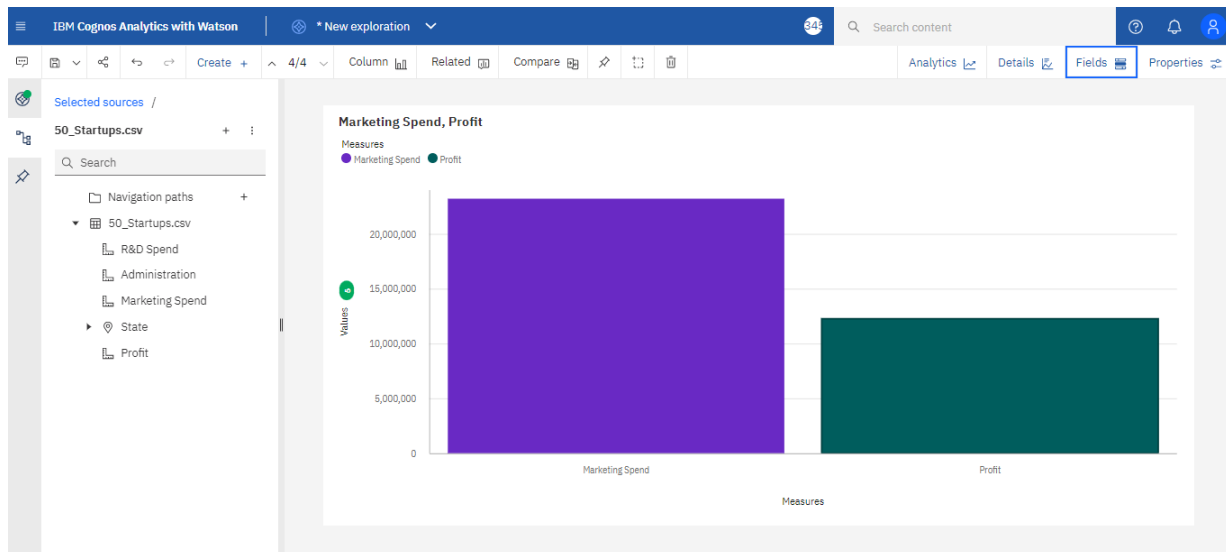 IBM Cognos Analytics with Watson
* New exploration
Search content
Create +
4/4
Column
Related
Compare
Analytics
Details
Fields
Properties
Selected sources /
50_Startups.csv
Search
Navigation paths
50_Startups.csv
R&D Spend
Administration
Marketing Spend
State
Profit
Marketing Spend, Profit
Measures
Marketing Spend
Profit
20,000,000
15,000,000
10,000,000
5,000,000
0
Values
Marketing Spend
Profit
Measures